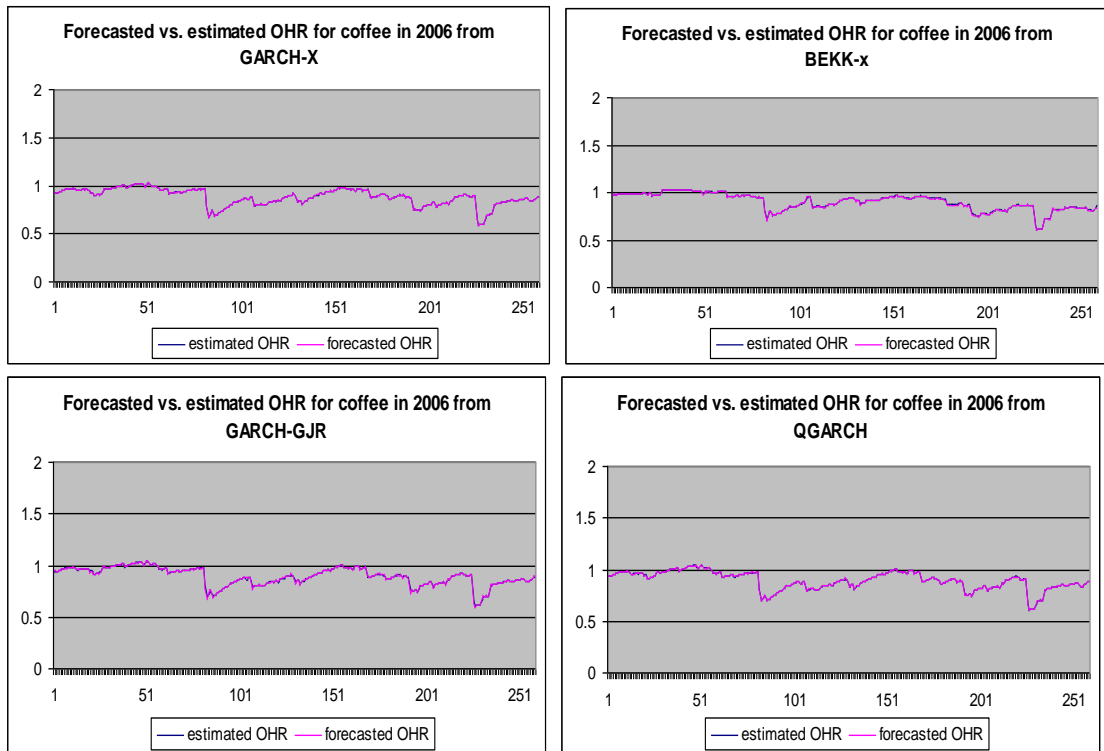 Forecasted vs. estimated OHR for coffee in 2006 from
GARCH-X
2
1.5
1
0.5
0
1 51 101 151 201 251
estimated OHR forecasted OHR
Forecasted vs. estimated OHR for coffee in 2006 from
BEKK-x
2
1.5
1
0.5
0
1 51 101 151 201 251
estimated OHR forecasted OHR
Forecasted vs. estimated OHR for coffee in 2006 from
GARCH-GJR
2
1.5
1
0.5
0
1 51 101 151 201 251
estimated OHR forecasted OHR
Forecasted vs. estimated OHR for coffee in 2006 from
QGARCH
2
1.5
1
0.5
0
1 51 101 151 201 251
estimated OHR forecasted OHR